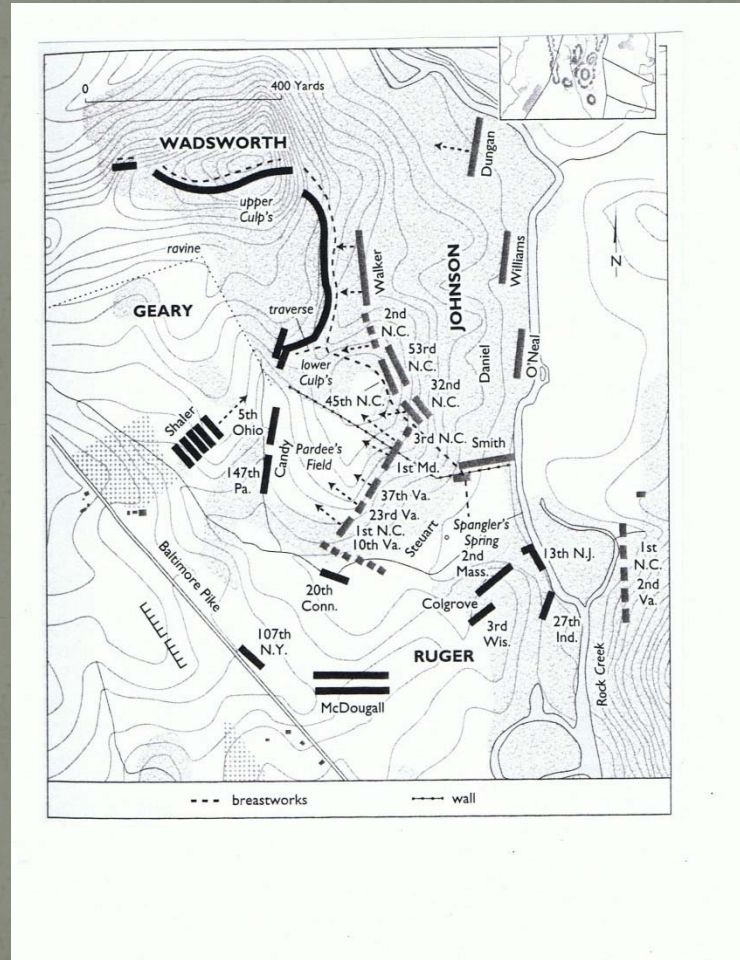 0
400 Yards
WADSWORTH
upper
Culp's
ravine
GEARY
traverse
lower
Culp's
Walker
Dungan
JOHNSON
Williams
N
2nd
N.C.
53rd
N.C.
Daniel
O'Neal
45th N.C.
32nd
N.C.
Shaler
5th
Ohio
Candy
147th
Pa.
Pardee's
Field
3rd N.C.
Smith
1st Md.
37th Va.
23rd Va.
1st N.C.
10th Va.
Steuart
Spangler's
Spring
2nd
Mass.
13th N.J.
1st
N.C.
2nd
Va.
Baltimore Pike
20th
Conn.
Colgrove
3rd
Wis.
27th
Ind.
107th
N.Y.
RUGER
McDougall
Rock Creek
breastworks
wall